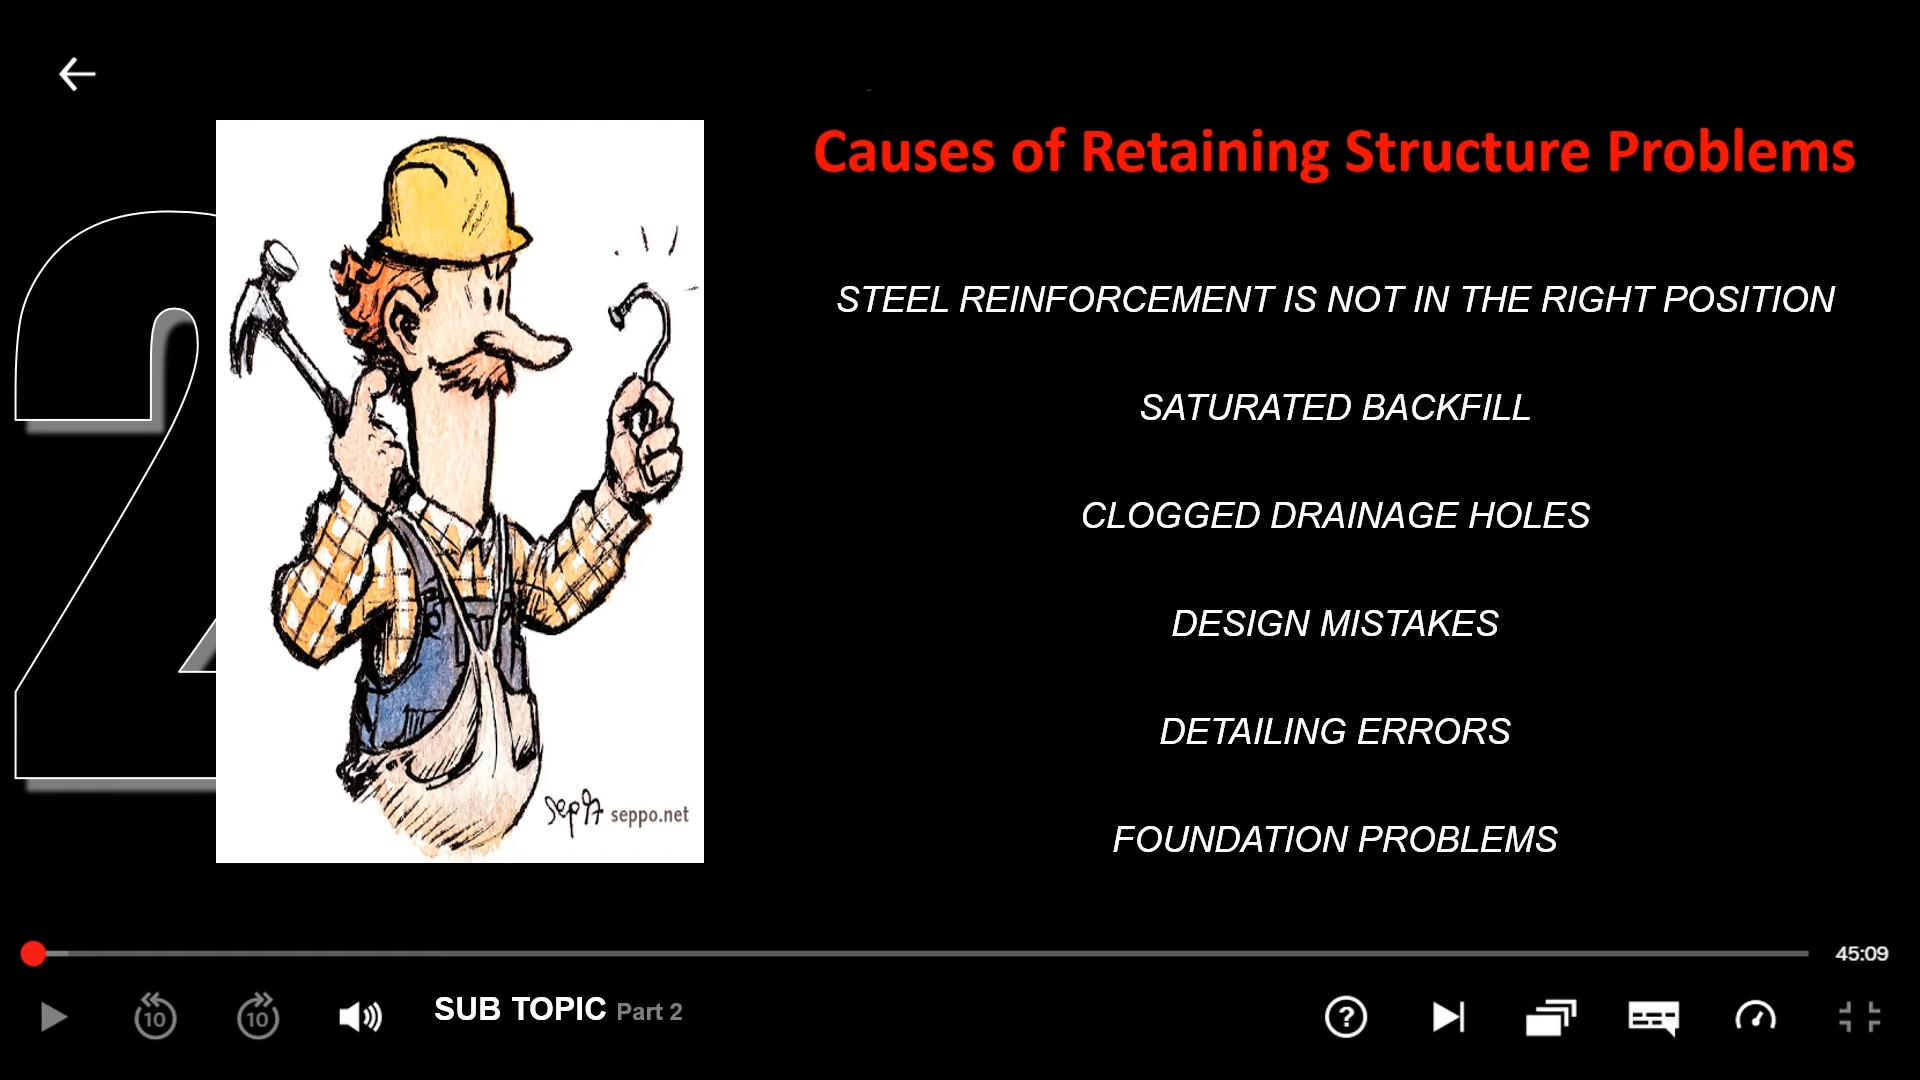 Causes of Retaining Structure Problems
STEEL REINFORCEMENT IS NOT IN THE RIGHT POSITION
SATURATED BACKFILL
CLOGGED DRAINAGE HOLES
DESIGN MISTAKES
DETAILING ERRORS
FOUNDATION PROBLEMS
2
seppo.net
45:09
10
10
SUB TOPIC Part 2
?